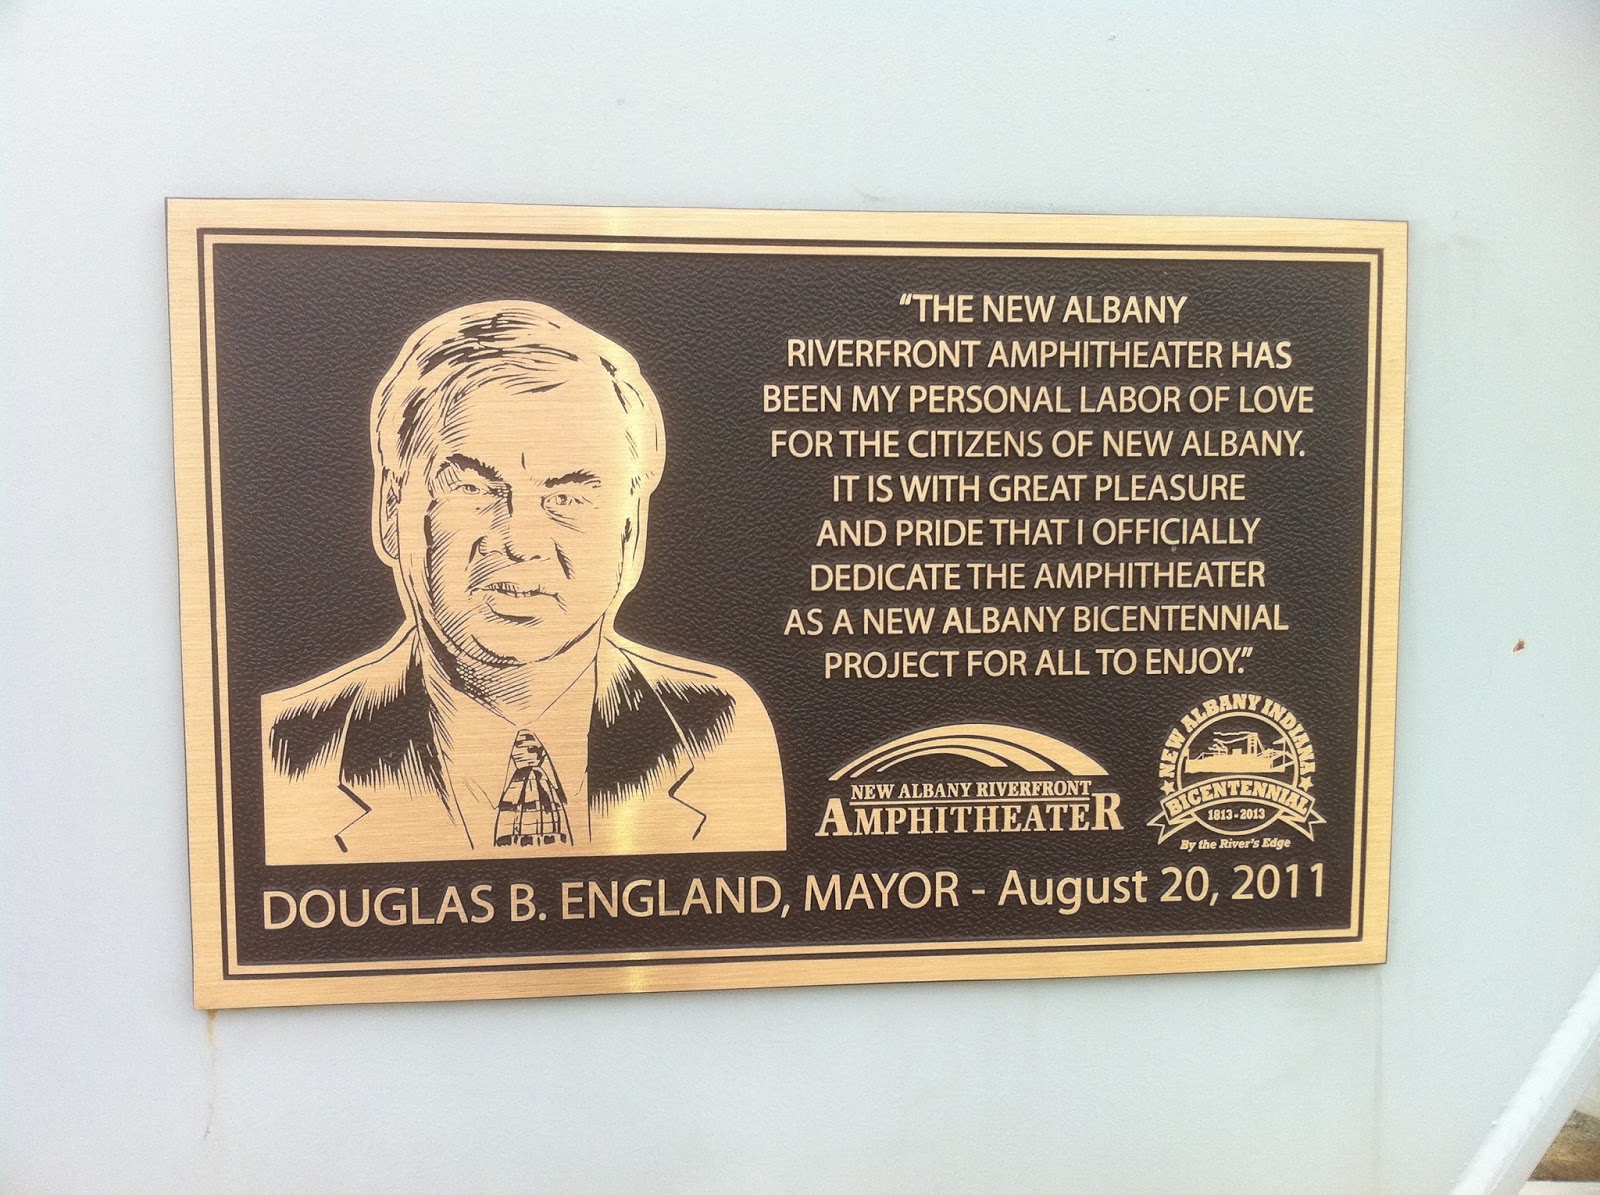 “THE NEW ALBANY
RIVERFRONT AMPHITHEATER HAS
BEEN MY PERSONAL LABOR OF LOVE
FOR THE CITIZENS OF NEW ALBANY.
IT IS WITH GREAT PLEASURE
AND PRIDE THAT I OFFICIALLY
DEDICATE THE AMPHITHEATER
AS A NEW ALBANY BICENTENNIAL
PROJECT FOR ALL TO ENJOY.”
NEW ALBANY RIVERFRONT
AMPHITHEATER
NEW ALBANY INDIANA
BICENTENNIAL
1813-2013
By the River's Edge
DOUGLAS B. ENGLAND, MAYOR - August 20, 2011